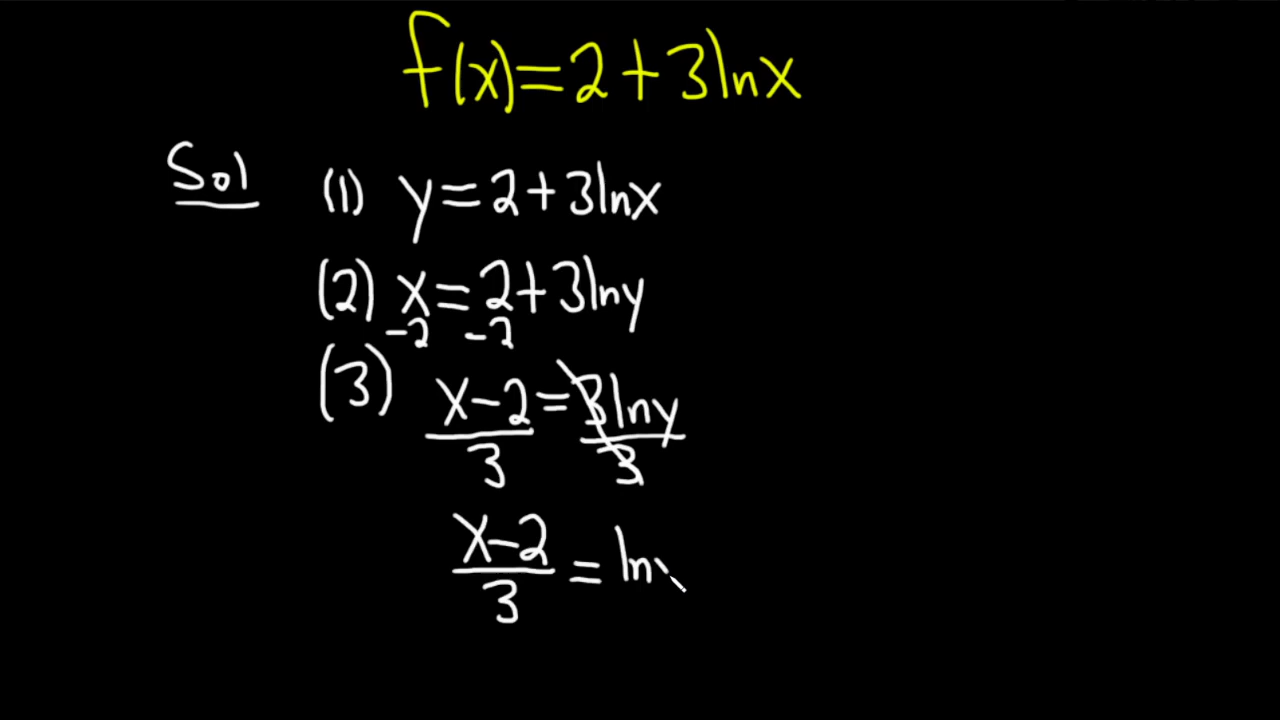 f(x)=2+3lnx
Sol (1) y=2+3lnx
(2) x=2+3lny
-2 -2
(3) x-2=3lny
3 3
x-2
= ln
3